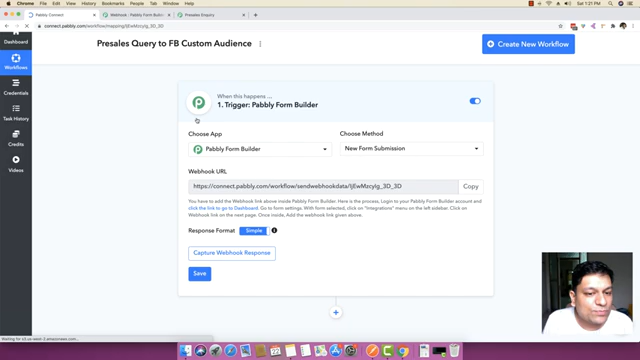 Chrome File Edit View History Bookmarks People Tab Window Help
Sat 1:21 PM
Pabbly Connect
Webhook | Pabbly Form Builder
Presales Enquiry
connect.pabbly.com/workflow/mapping/IjEwMzcyIg_3D_3D
Dashboard
Workflows
Credentials
Task History
Credits
Videos
Presales Query to FB Custom Audience
Create New Workflow
When this happens ...
1. Trigger: Pabbly Form Builder
Choose App
Choose Method
Pabbly Form Builder
New Form Submission
Webhook URL
https://connect.pabbly.com/workflow/sendwebhookdata/IjEwMzcyIg_3D_3D
Copy
You have to add the Webhook link above inside Pabbly Form Builder. Here is the process, Login to your Pabbly Form Builder account and
click the link to go to Dashboard. Go to form settings. With form selected, click on "Integrations" menu on the left sidebar. Click on
Webhook link on the next page. Once inside, Add the webhook link given above.
Response Format
Simple
Capture Webhook Response
Save